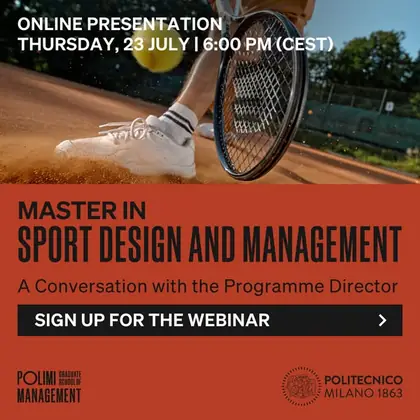 ONLINE PRESENTATION
THURSDAY, 23 JULY | 6:00 PM (CEST)
MASTER IN
SPORT DESIGN AND MANAGEMENT
A Conversation with the Programme Director
SIGN UP FOR THE WEBINAR
POLIMI GRADUATE
SCHOOL OF
MANAGEMENT
POLITECNICO
MILANO 1863